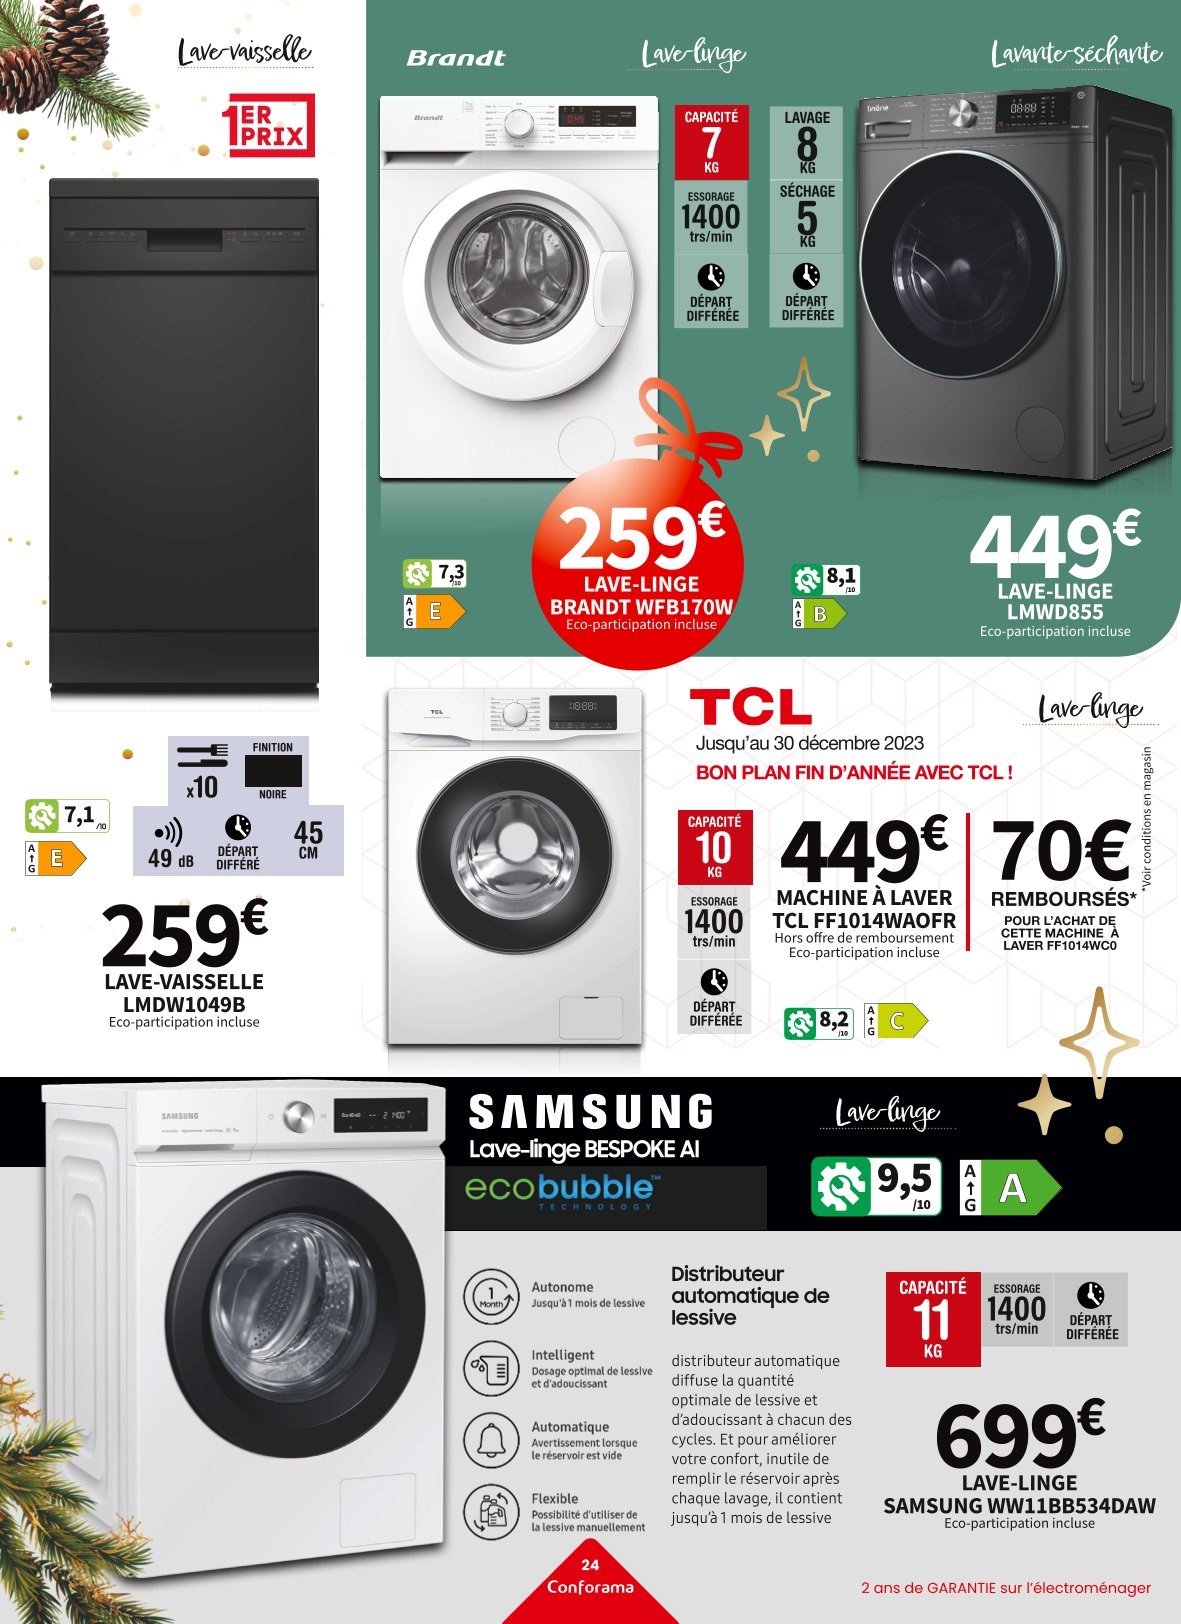 Lave-vaisselle
1ER
PRIX
Brandt
Lave-linge
Lavante-séchante
Brandt
linane
CAPACITÉ
7
KG
ESSORAGE
1400
trs/min
DÉPART
DIFFÉRÉE
LAVAGE
8
KG
SÉCHAGE
5
KG
DÉPART
DIFFÉRÉE
7,3
/10
A
G
E
259€
LAVE-LINGE
BRANDT WFB170W
Eco-participation incluse
8,1
/10
A
G
B
449€
LAVE-LINGE
LMWD855
Eco-participation incluse
x10
FINITION
NOIRE
49 dB
DÉPART
DIFFÉRÉ
45
CM
7,1
/10
A
G
E
259€
LAVE-VAISSELLE
LMDW1049B
Eco-participation incluse
TCL
TCL
Jusqu'au 30 décembre 2023
BON PLAN FIN D'ANNÉE AVEC TCL !
Lave-linge
CAPACITÉ
10
KG
ESSORAGE
1400
trs/min
DÉPART
DIFFÉRÉE
449€
MACHINE À LAVER
TCL FF1014WAOFR
Hors offre de remboursement
Eco-participation incluse
70€
REMBOURSÉS*
POUR L'ACHAT DE
CETTE MACHINE À
LAVER FF1014WC0
*Voir conditions en magasin
8,2
/10
A
G
C
SAMSUNG
SAMSUNG
Lave-linge BESPOKE AI
ecobubble™
TECHNOLOGY
Lave-linge
9,5
/10
A
G
A
1
Month
Autonome
Jusqu'à 1 mois de lessive
Intelligent
Dosage optimal de lessive
et d'adoucissant
Automatique
Avertissement lorsque
le réservoir est vide
Flexible
Possibilité d'utiliser de
la lessive manuellement
Distributeur
automatique de
lessive
distributeur automatique
diffuse la quantité
optimale de lessive et
d'adoucissant à chacun des
cycles. Et pour améliorer
votre confort, inutile de
remplir le réservoir après
chaque lavage, il contient
jusqu'à 1 mois de lessive
CAPACITÉ
11
KG
ESSORAGE
1400
trs/min
DÉPART
DIFFÉRÉE
699€
LAVE-LINGE
SAMSUNG WW11BB534DAW
Eco-participation incluse
24
Conforama
2 ans de GARANTIE sur l'électroménager